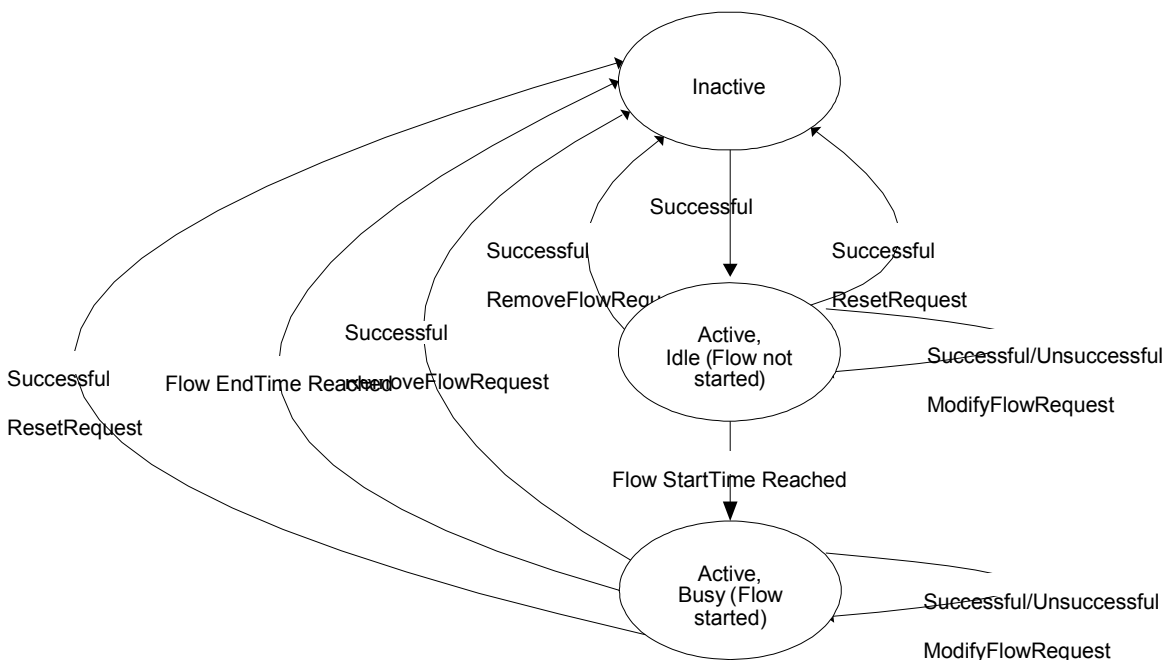 Inactive
Successful
Successful
RemoveFlowRequ
Successful
ResetRequest
Active,
Idle (Flow not
started)
Successful/Unsuccessful
ModifyFlowRequest
Successful
Flow EndTime Reached
moveFlowRequest
Successful
ResetRequest
Flow StartTime Reached
Active,
Busy (Flow
started)
Successful/Unsuccessful
ModifyFlowRequest